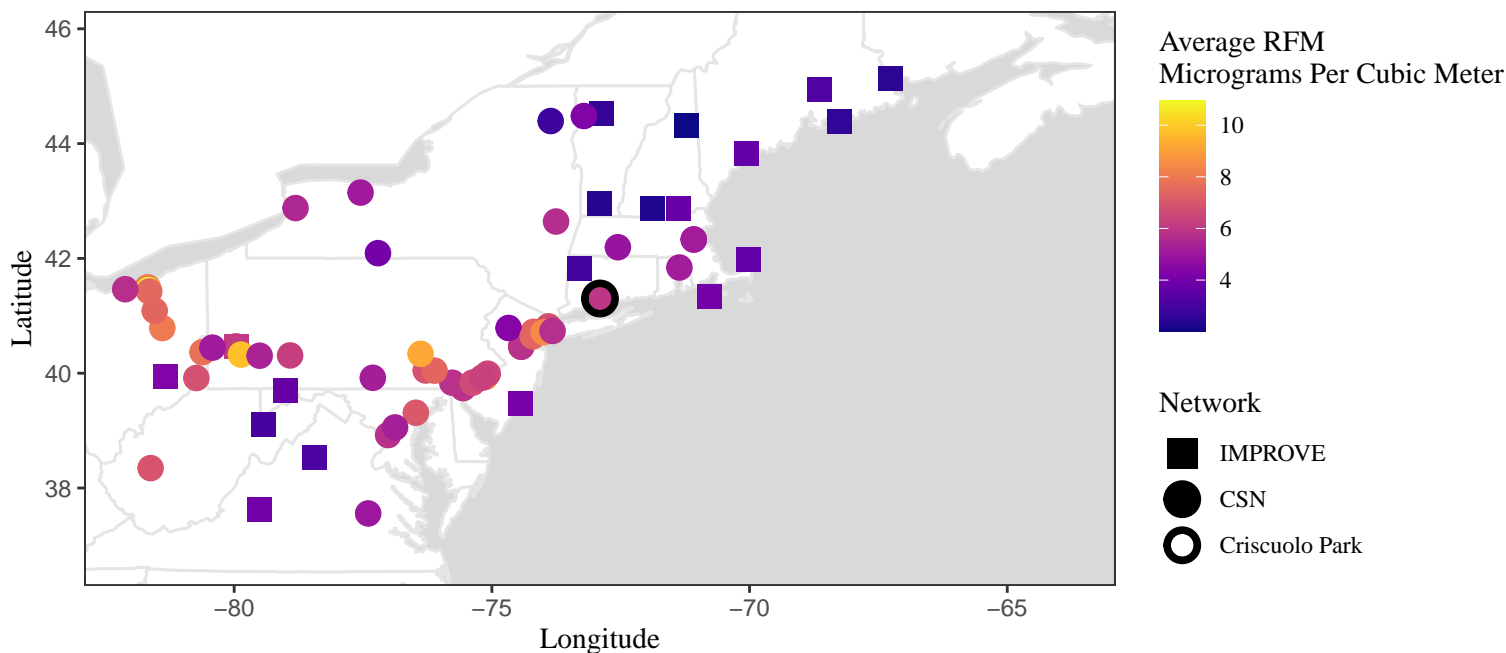 46
44
42
40
38
Latitude
−80
−75
−70
−65
Longitude
Average RFM
Micrograms Per Cubic Meter
10
8
6
4
Network
IMPROVE
CSN
Criscuolo Park